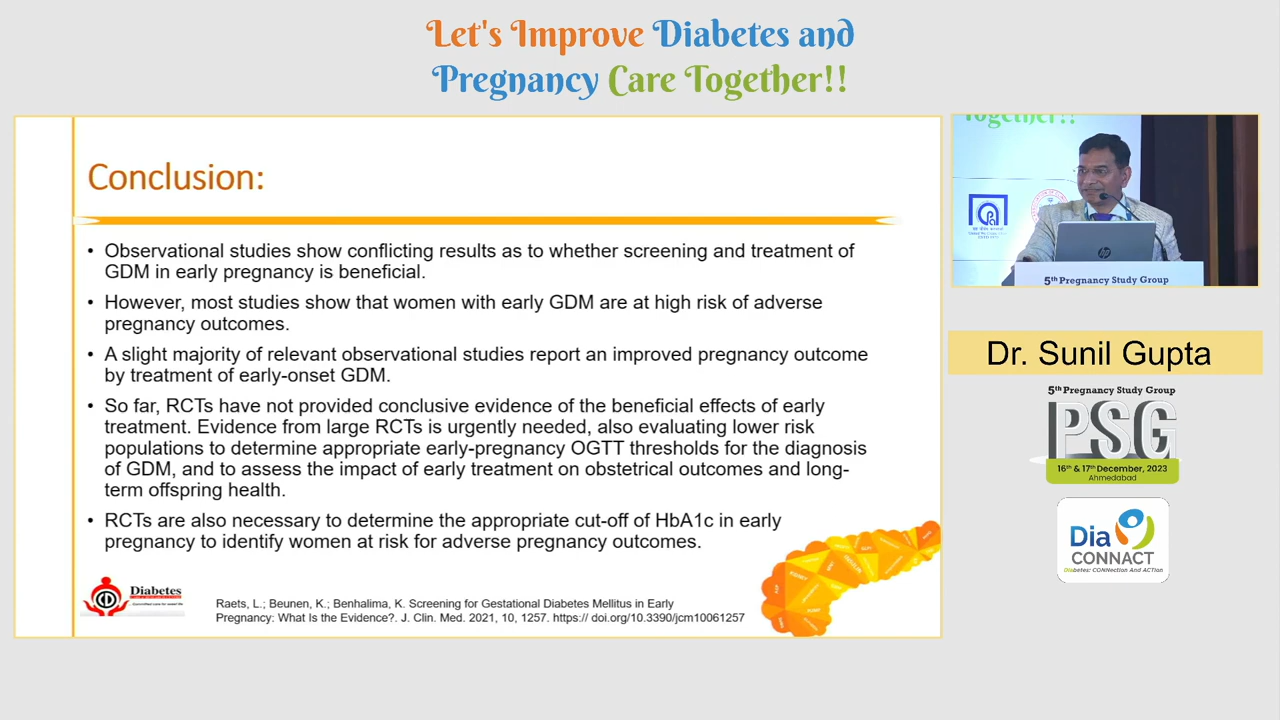 Let's Improve Diabetes and
Pregnancy Care Together!!
Conclusion:
• Observational studies show conflicting results as to whether screening and treatment of
GDM in early pregnancy is beneficial.
• However, most studies show that women with early GDM are at high risk of adverse
pregnancy outcomes.
• A slight majority of relevant observational studies report an improved pregnancy outcome
by treatment of early-onset GDM.
• So far, RCTs have not provided conclusive evidence of the beneficial effects of early
treatment. Evidence from large RCTs is urgently needed, also evaluating lower risk
populations to determine appropriate early-pregnancy OGTT thresholds for the diagnosis
of GDM, and to assess the impact of early treatment on obstetrical outcomes and long-
term offspring health.
• RCTs are also necessary to determine the appropriate cut-off of HbA1c in early
pregnancy to identify women at risk for adverse pregnancy outcomes.
Diabetes
Raets, L.; Beunen, K.; Benhalima, K. Screening for Gestational Diabetes Mellitus in Early
Pregnancy: What Is the Evidence?. J. Clin. Med. 2021, 10, 1257. https:// doi.org/10.3390/jcm10061257
Together!!
hp
5th Pregnancy Study Group
Dr. Sunil Gupta
5th Pregnancy Study Group
PSG
16th & 17th December, 2023
Ahmedabad
Dia
CONNACT
Diabetes: CONNection And ACTion